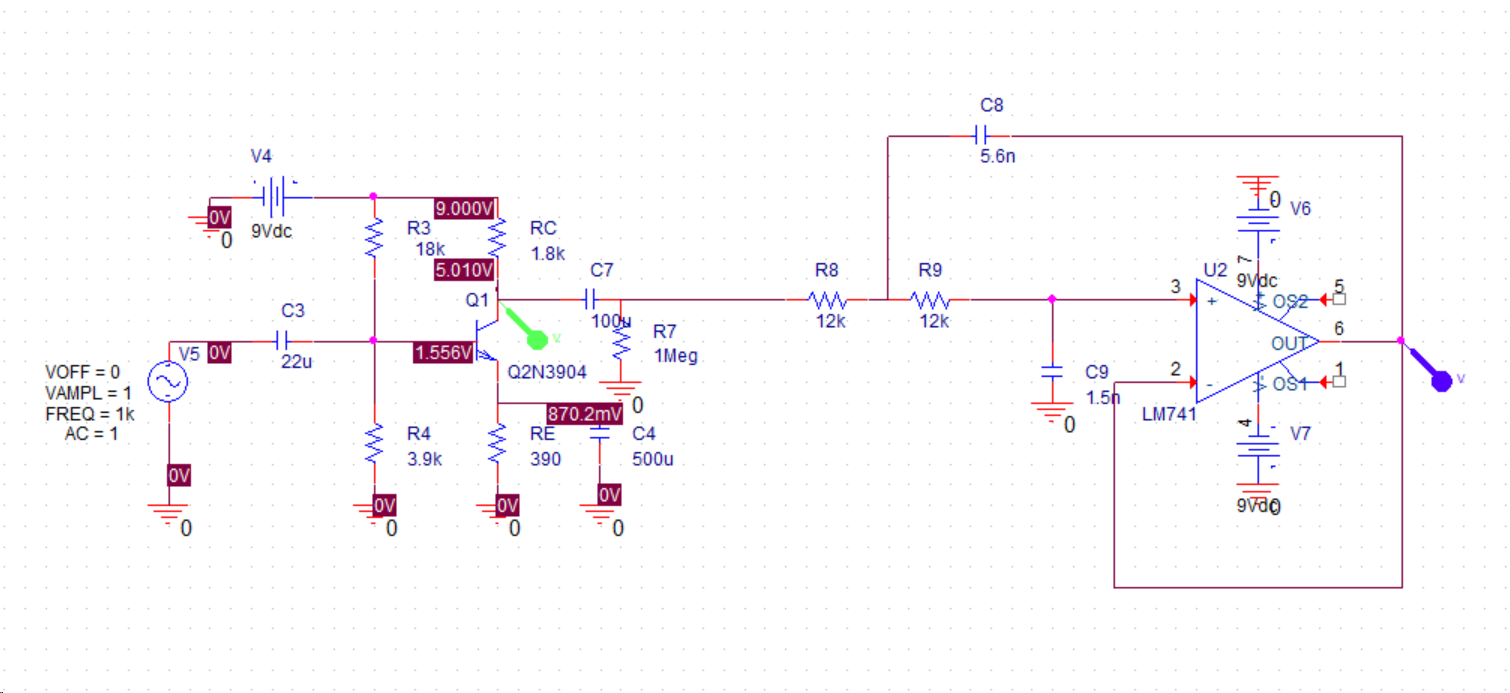 C8
5.6n
V4
0V
0
9Vdc
9.000V
R3
18k
RC
1.8k
5.010V
C7
100u
Q1
R7
1Meg
0
V
C3
22u
1.556V
Q2N3904
V5
0V
VOFF = 0
VAMPL = 1
FREQ = 1k
AC = 1
0V
0
870.2mV
R4
3.9k
RE
390
C4
500u
0V
0
0V
0
0V
0
R8
12k
R9
12k
C9
1.5n
0
0
V6
9Vdc
U2
7
3
+
V+
OS2
5
OUT
6
2
-
V-
OS1
1
LM741
4
V7
9Vdc
0
V